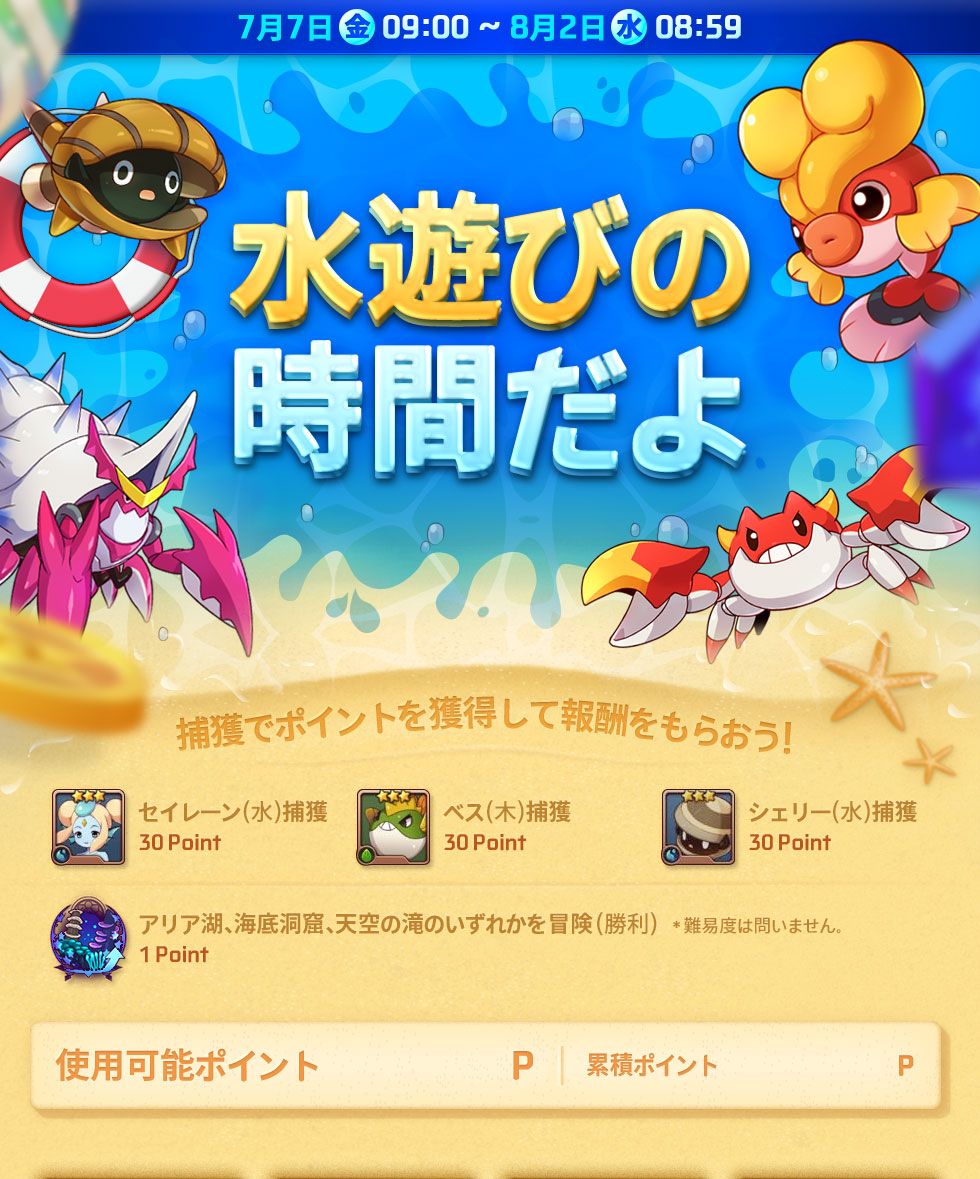 7月7日 金 09:00 ~ 8月2日 水 08:59
水遊びの
時間だよ
捕獲でポイントを獲得して報酬をもらおう!
セイレーン(水)捕獲
30 Point
ベス(木)捕獲
30 Point
シェリー(水)捕獲
30 Point
アリア湖、海底洞窟、天空の滝のいずれかを冒険(勝利) *難易度は問いません。
1 Point
使用可能ポイント P
累積ポイント P